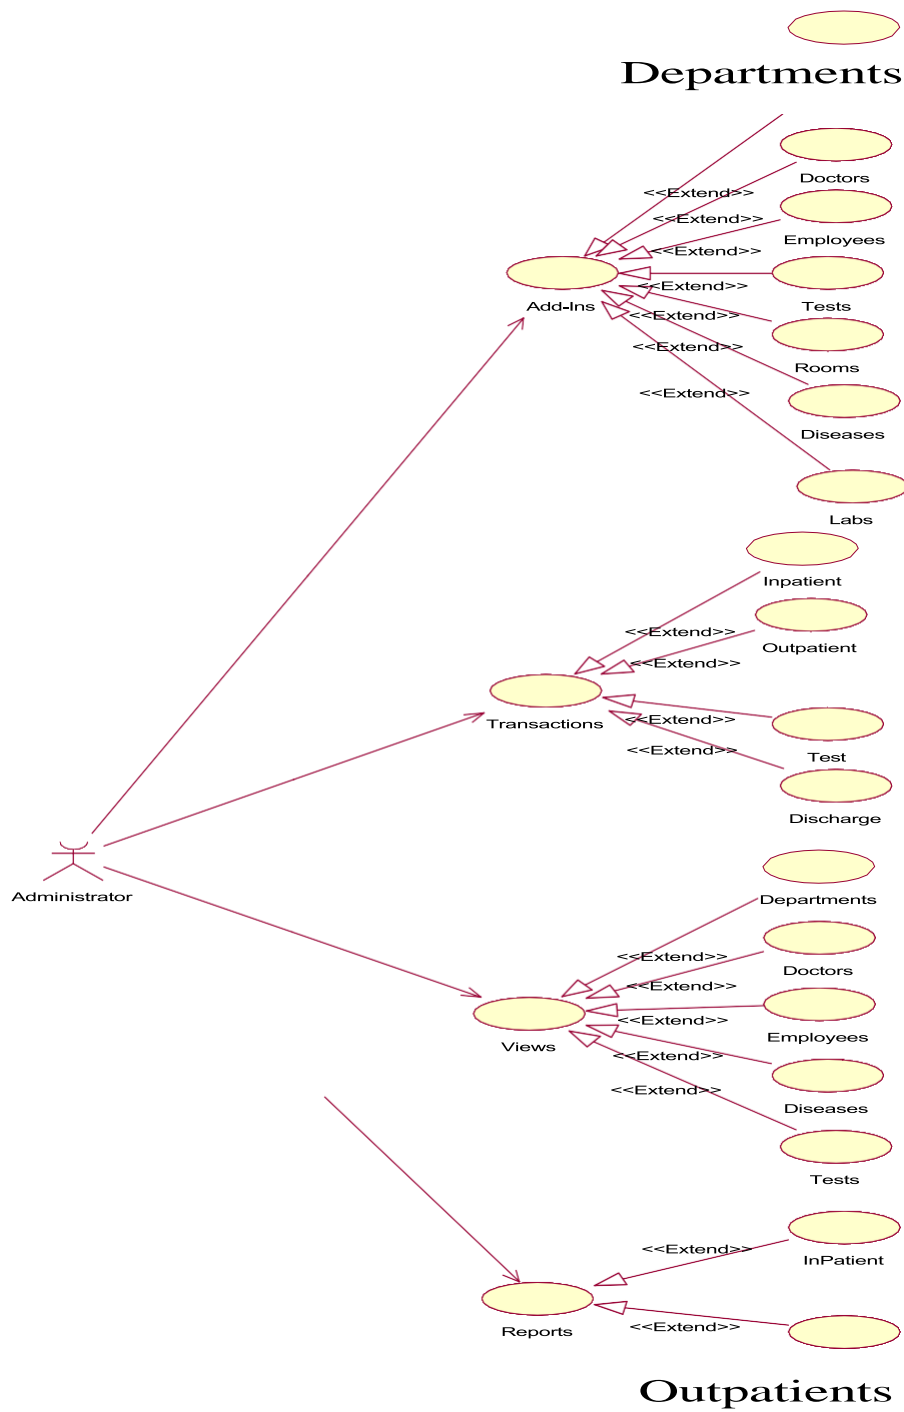 Departments
Doctors
<<Extend>>
<<Extend>>
Employees
<<Extend>>
Add-Ins
<<Extend>>
Tests
<<Extend>>
<<Extend>>
Rooms
<<Extend>>
Diseases
Labs
Inpatient
<<Extend>>
Outpatient
<<Extend>>
Transactions
<<Extend>>
<<Extend>>
Test
Discharge
Administrator
Departments
<<Extend>>
Doctors
<<Extend>>
<<Extend>>
Employees
Views
<<Extend>>
<<Extend>>
Diseases
Tests
<<Extend>>
InPatient
<<Extend>>
Reports
Outpatients